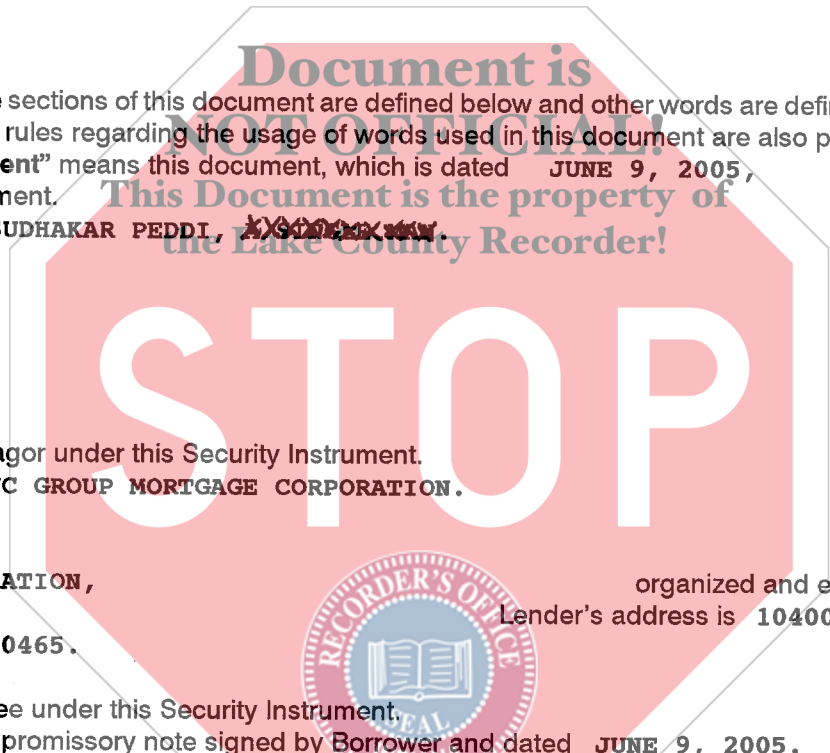 Document is
sections of this document are defined below and other words are defin
rules regarding the usage of words used in this document are also p
NOT OFFICIAL!
ent” means this document, which is dated JUNE 9, 2005,
ment.
This Document is the property of
UDHAKAR PEDDI,
the Lake County Recorder!
STOP
agor under this Security Instrument.
C GROUP MORTGAGE CORPORATION.
ATION, organized and e
Lender's address is 10400
0465.
RECORDER'S OFFICE
SEAL
ee under this Security Instrument.
promissory note signed by Borrower and dated JUNE 9, 2005.